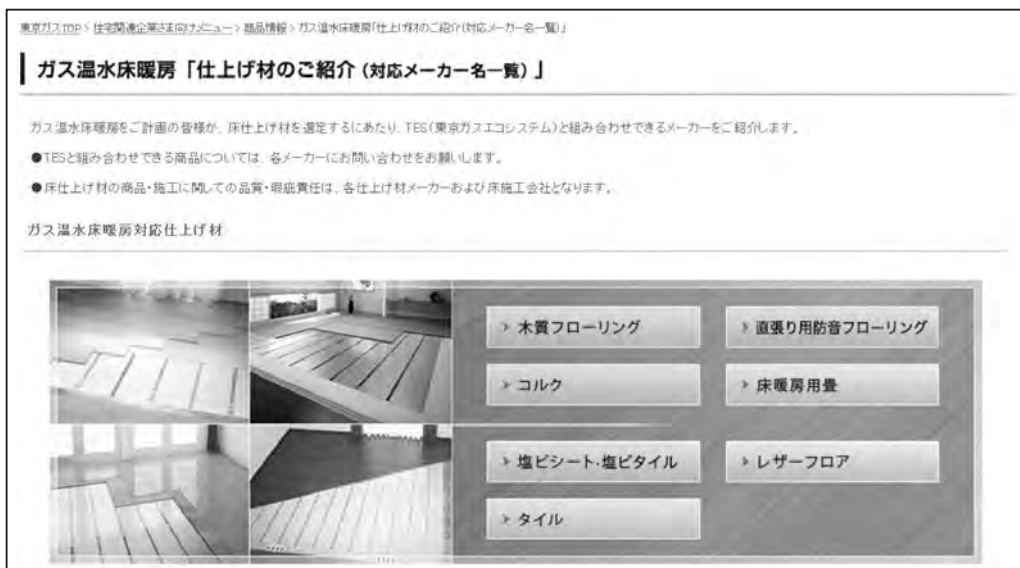 東京ガスTOP > 住宅関連企業さま向けメニュー > 商品情報 > ガス温水床暖房「仕上げ材のご紹介(対応メーカー名一覧)」
ガス温水床暖房「仕上げ材のご紹介(対応メーカー名一覧)」
ガス温水床暖房をご計画の皆様が、床仕上げ材を選定するにあたり、TES(東京ガスエコシステム)と組み合わせできるメーカーをご紹介します。
●TESと組み合わせできる商品については、各メーカーにお問い合わせをお願いします。
●床仕上げ材の商品・施工に関しての品質・瑕疵責任は、各仕上げ材メーカーおよび床施工会社となります。
ガス温水床暖房対応仕上げ材
木質フローリング
直張り用防音フローリング
コルク
床暖房用畳
塩ビシート・塩ビタイル
レザーフロア
タイル